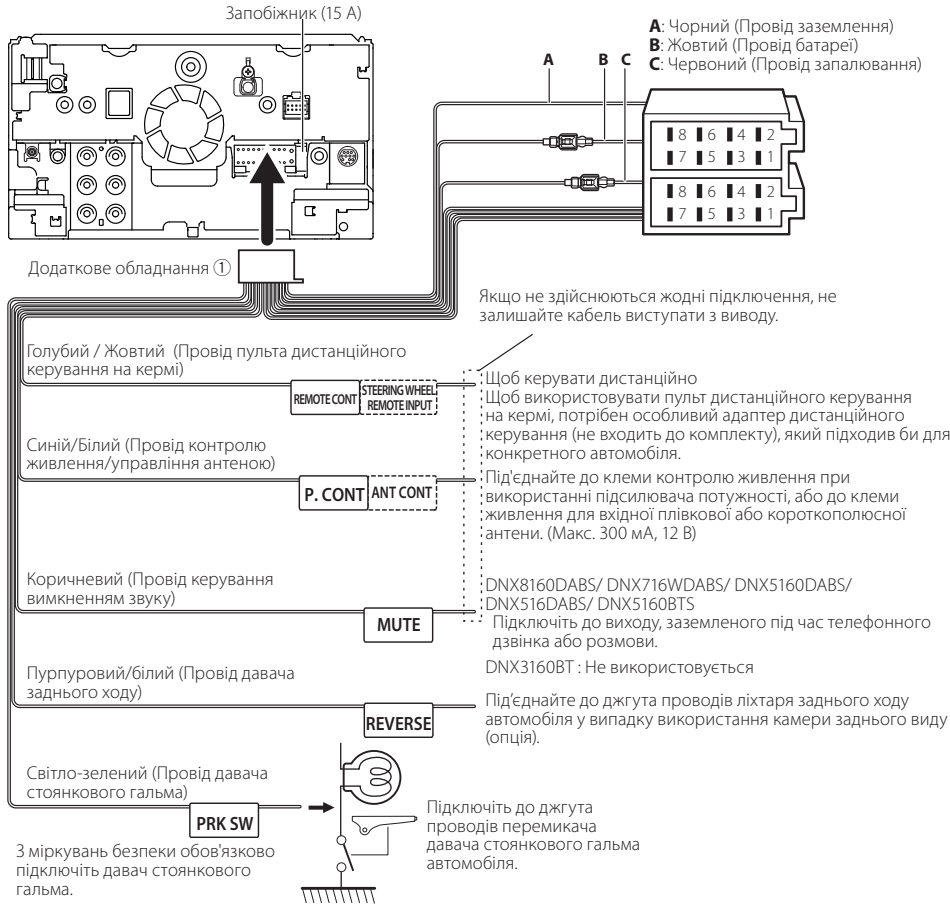 Запобіжник (15 A)
A: Чорний (Провід заземлення)
B: Жовтий (Провід батареї)
C: Червоний (Провід запалювання)
A
B
C
8 6 4 2
7 5 3 1
8 6 4 2
7 5 3 1
Додаткове обладнання ①
Якщо не здійснюються жодні підключення, не
залишайте кабель виступати з виводу.
Голубий / Жовтий (Провід пульта дистанційного
керування на кермі)
REMOTE CONT
STEERING WHEEL
REMOTE INPUT
Щоб керувати дистанційно
Щоб використовувати пульт дистанційного керування
на кермі, потрібен особливий адаптер дистанційного
керування (не входить до комплекту), який підходив би для
конкретного автомобіля.
Синій/Білий (Провід контролю
живлення/управління антеною)
P. CONT
ANT CONT
Під'єднайте до клеми контролю живлення при
використанні підсилювача потужності, або до клеми
живлення для вхідної плівкової або короткополюсної
антени. (Макс. 300 мА, 12 В)
Коричневий (Провід керування
вимкненням звуку)
MUTE
DNX8160DABS/ DNX716WDABS/ DNX5160DABS/
DNX516DABS/ DNX5160BTS
Підключіть до виходу, заземленого під час телефонного
дзвінка або розмови.
DNX3160BT : Не використовується
Пурпуровий/білий (Провід давача
заднього ходу)
REVERSE
Під’єднайте до джгута проводів ліхтаря заднього ходу
автомобіля у випадку використання камери заднього виду
(опція).
Світло-зелений (Провід давача
стоянкового гальма)
PRK SW
З міркувань безпеки обов'язково
підключіть давач стоянкового
гальма.
Підключіть до джгута
проводів перемикача
давача стоянкового гальма
автомобіля.